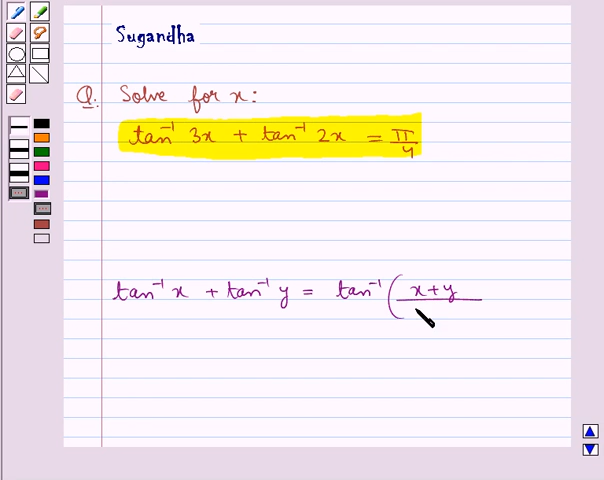 Sugandha
Q. Solve for x:
tan⁻¹ 3x + tan⁻¹ 2x = π/4
tan⁻¹ x + tan⁻¹ y = tan⁻¹ ( x+y